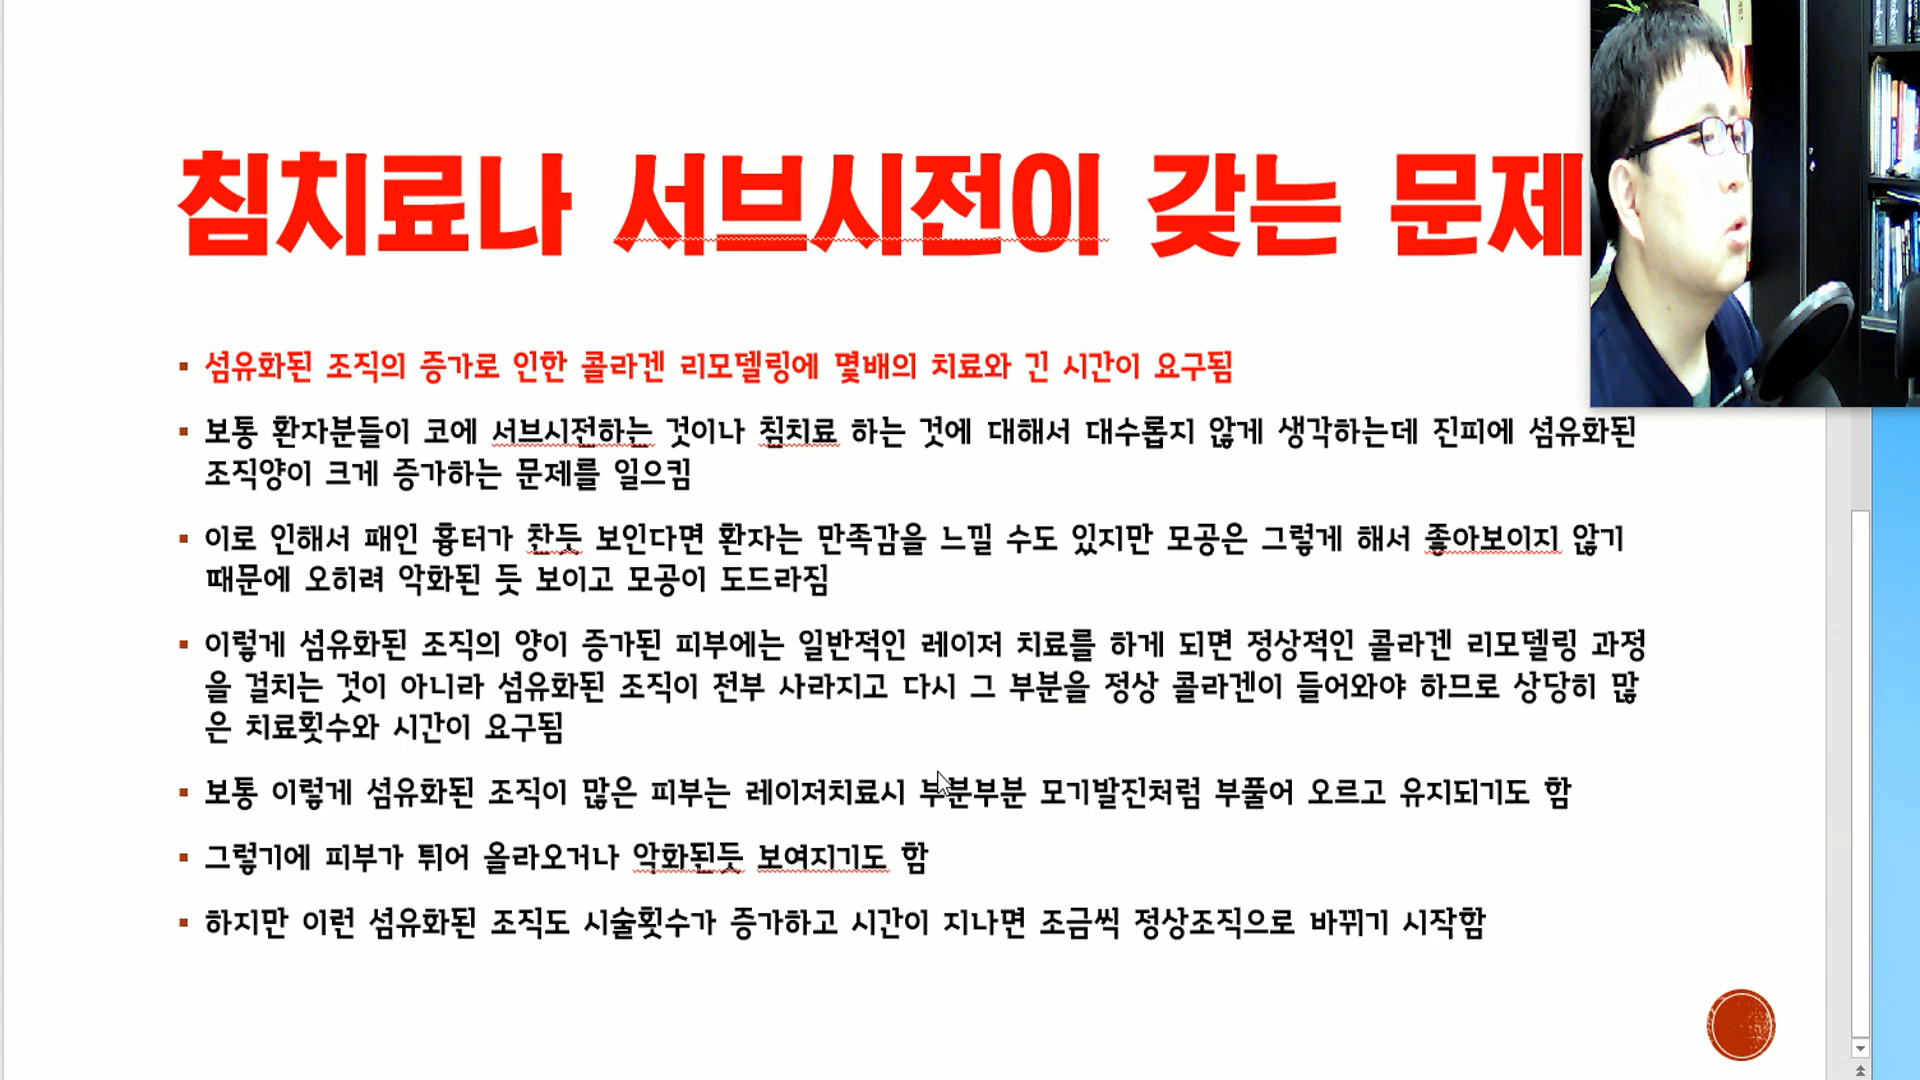 침치료나 서브시전이 갖는 문제
섬유화된 조직의 증가로 인한 콜라겐 리모델링에 몇배의 치료와 긴 시간이 요구됨
보통 환자분들이 코에 서브시전하는 것이나 침치료 하는 것에 대해서 대수롭지 않게 생각하는데 진피에 섬유화된
조직양이 크게 증가하는 문제를 일으킴
이로 인해서 패인 흉터가 찬듯 보인다면 환자는 만족감을 느낄 수도 있지만 모공은 그렇게 해서 좋아보이지 않기
때문에 오히려 악화된 듯 보이고 모공이 도드라짐
이렇게 섬유화된 조직의 양이 증가된 피부에는 일반적인 레이저 치료를 하게 되면 정상적인 콜라겐 리모델링 과정
을 걸치는 것이 아니라 섬유화된 조직이 전부 사라지고 다시 그 부분을 정상 콜라겐이 들어와야 하므로 상당히 많
은 치료횟수와 시간이 요구됨
보통 이렇게 섬유화된 조직이 많은 피부는 레이저치료시 부분부분 모기발진처럼 부풀어 오르고 유지되기도 함
그렇기에 피부가 튀어 올라오거나 악화된듯 보여지기도 함
하지만 이런 섬유화된 조직도 시술횟수가 증가하고 시간이 지나면 조금씩 정상조직으로 바뀌기 시작함